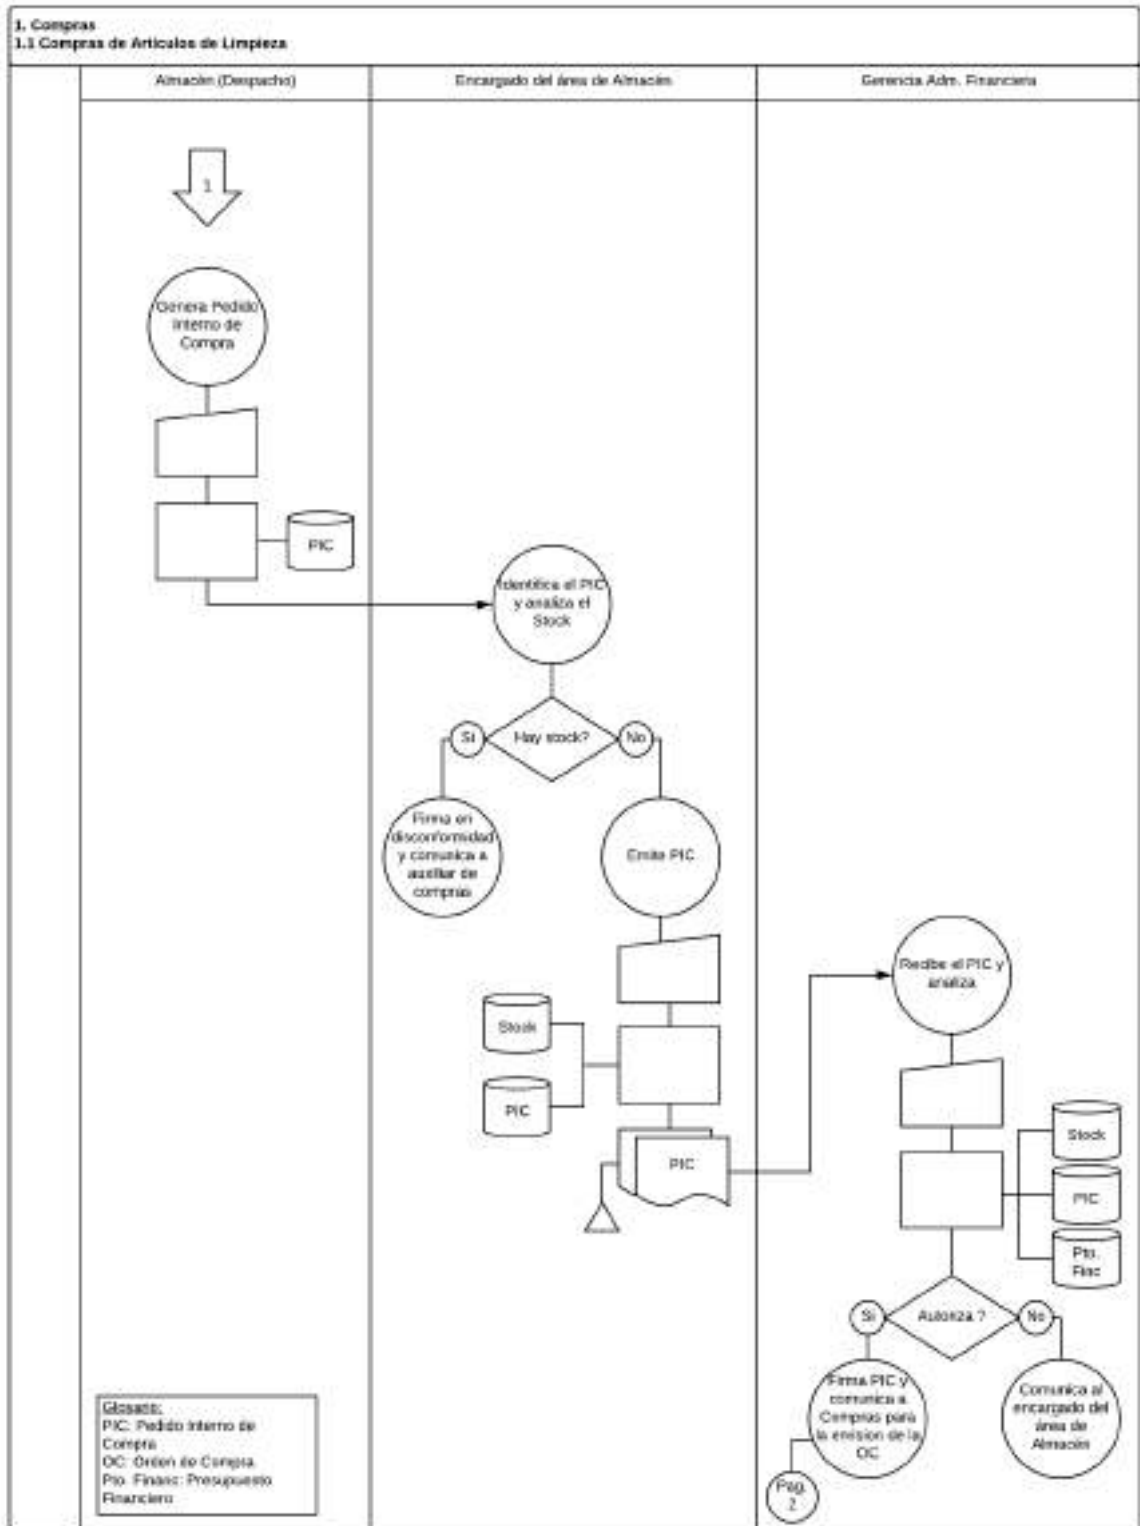 1. Compras
1.1 Compras de Artículos de Limpieza
Almacén (Despacho)
Encargado del área de Almacén
Gerencia Adm. Financiera
1
Genera Pedido
Interno de
Compra
PIC
Identifica el PIC
y analiza el
Stock
Si
Hay stock?
No
Firma en
disconformidad
y comunica a
auxiliar de
compras
Emite PIC
Stock
PIC
PIC
Recibe el PIC y
analiza
Stock
PIC
Pto.
Finc
Si
Autoriza ?
No
Firma PIC y
comunica a
Compras para
la emision de la
OC
Comunica al
encargado del
área de
Almacén
Pag.
2
Glosario:
PIC: Pedido Interno de
Compra
OC: Orden de Compra
Pto. Financ: Presupuesto
Financiero